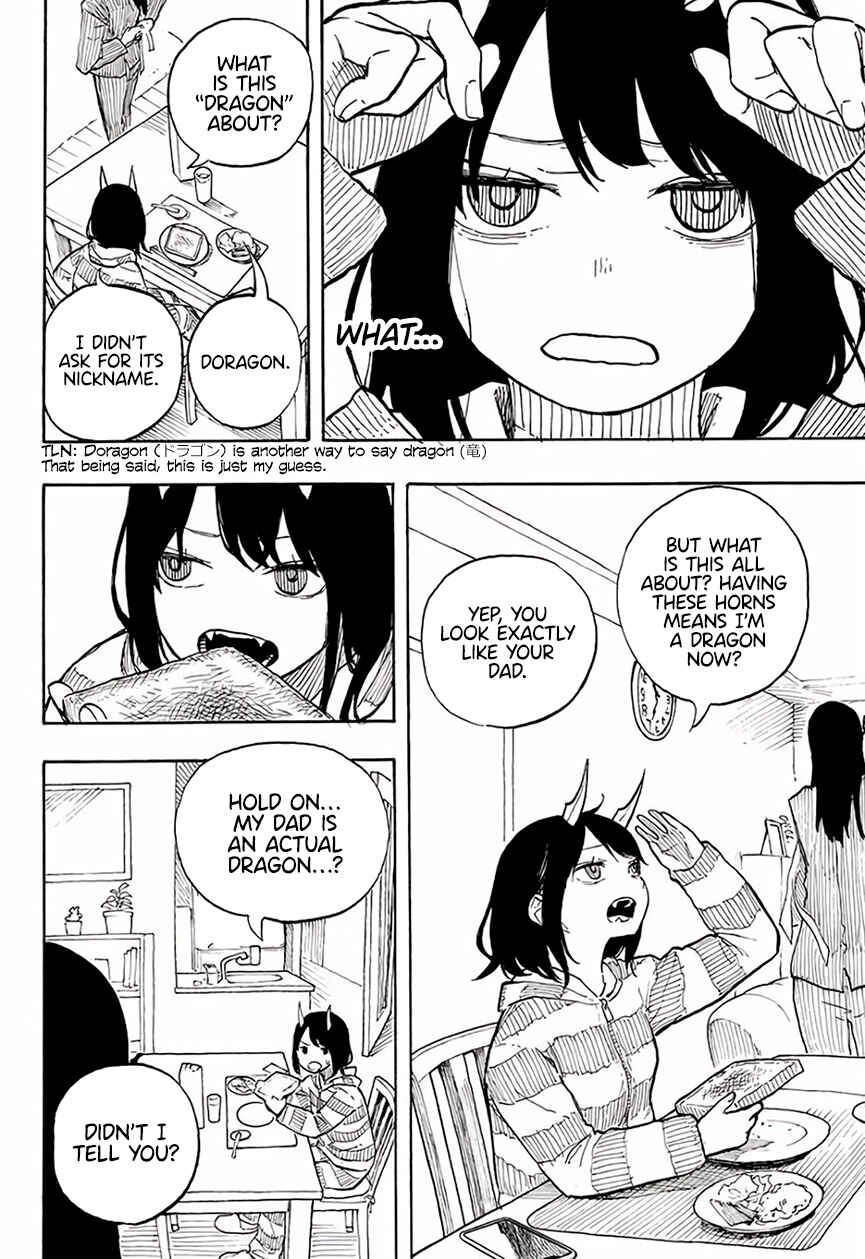 WHAT...
WHAT
IS THIS
"DRAGON"
ABOUT?
DORAGON.
I DIDN'T
ASK FOR ITS
NICKNAME.
TLN: Doragon (ドラゴン) is another way to say dragon (竜)
That being said, this is just my guess.
BUT WHAT
IS THIS ALL
ABOUT? HAVING
THESE HORNS
MEANS I'M
A DRAGON
NOW?
YEP, YOU
LOOK EXACTLY
LIKE YOUR
DAD.
HOLD ON...
MY DAD IS
AN ACTUAL
DRAGON...?
DIDN'T I
TELL YOU?